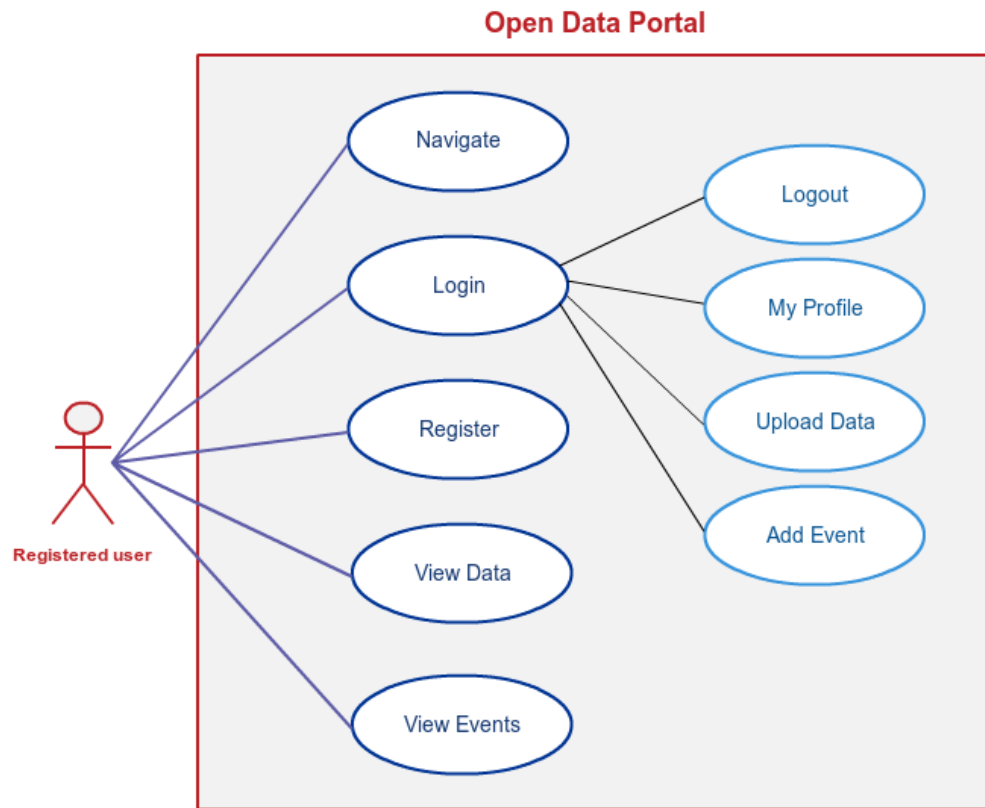 Open Data Portal
Navigate
Logout
Login
My Profile
Register
Upload Data
Add Event
Registered user
View Data
View Events